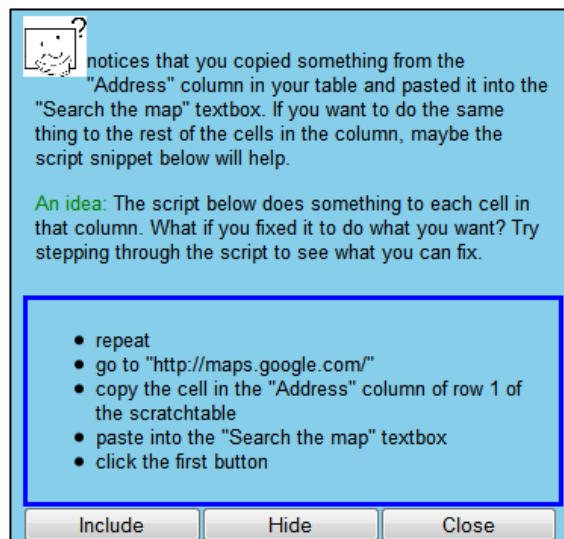 ?
notices that you copied something from the
"Address" column in your table and pasted it into the
"Search the map" textbox. If you want to do the same
thing to the rest of the cells in the column, maybe the
script snippet below will help.
An idea: The script below does something to each cell in
that column. What if you fixed it to do what you want? Try
stepping through the script to see what you can fix.
• repeat
• go to "http://maps.google.com/"
• copy the cell in the "Address" column of row 1 of
the scratchtable
• paste into the "Search the map" textbox
• click the first button
Include Hide Close